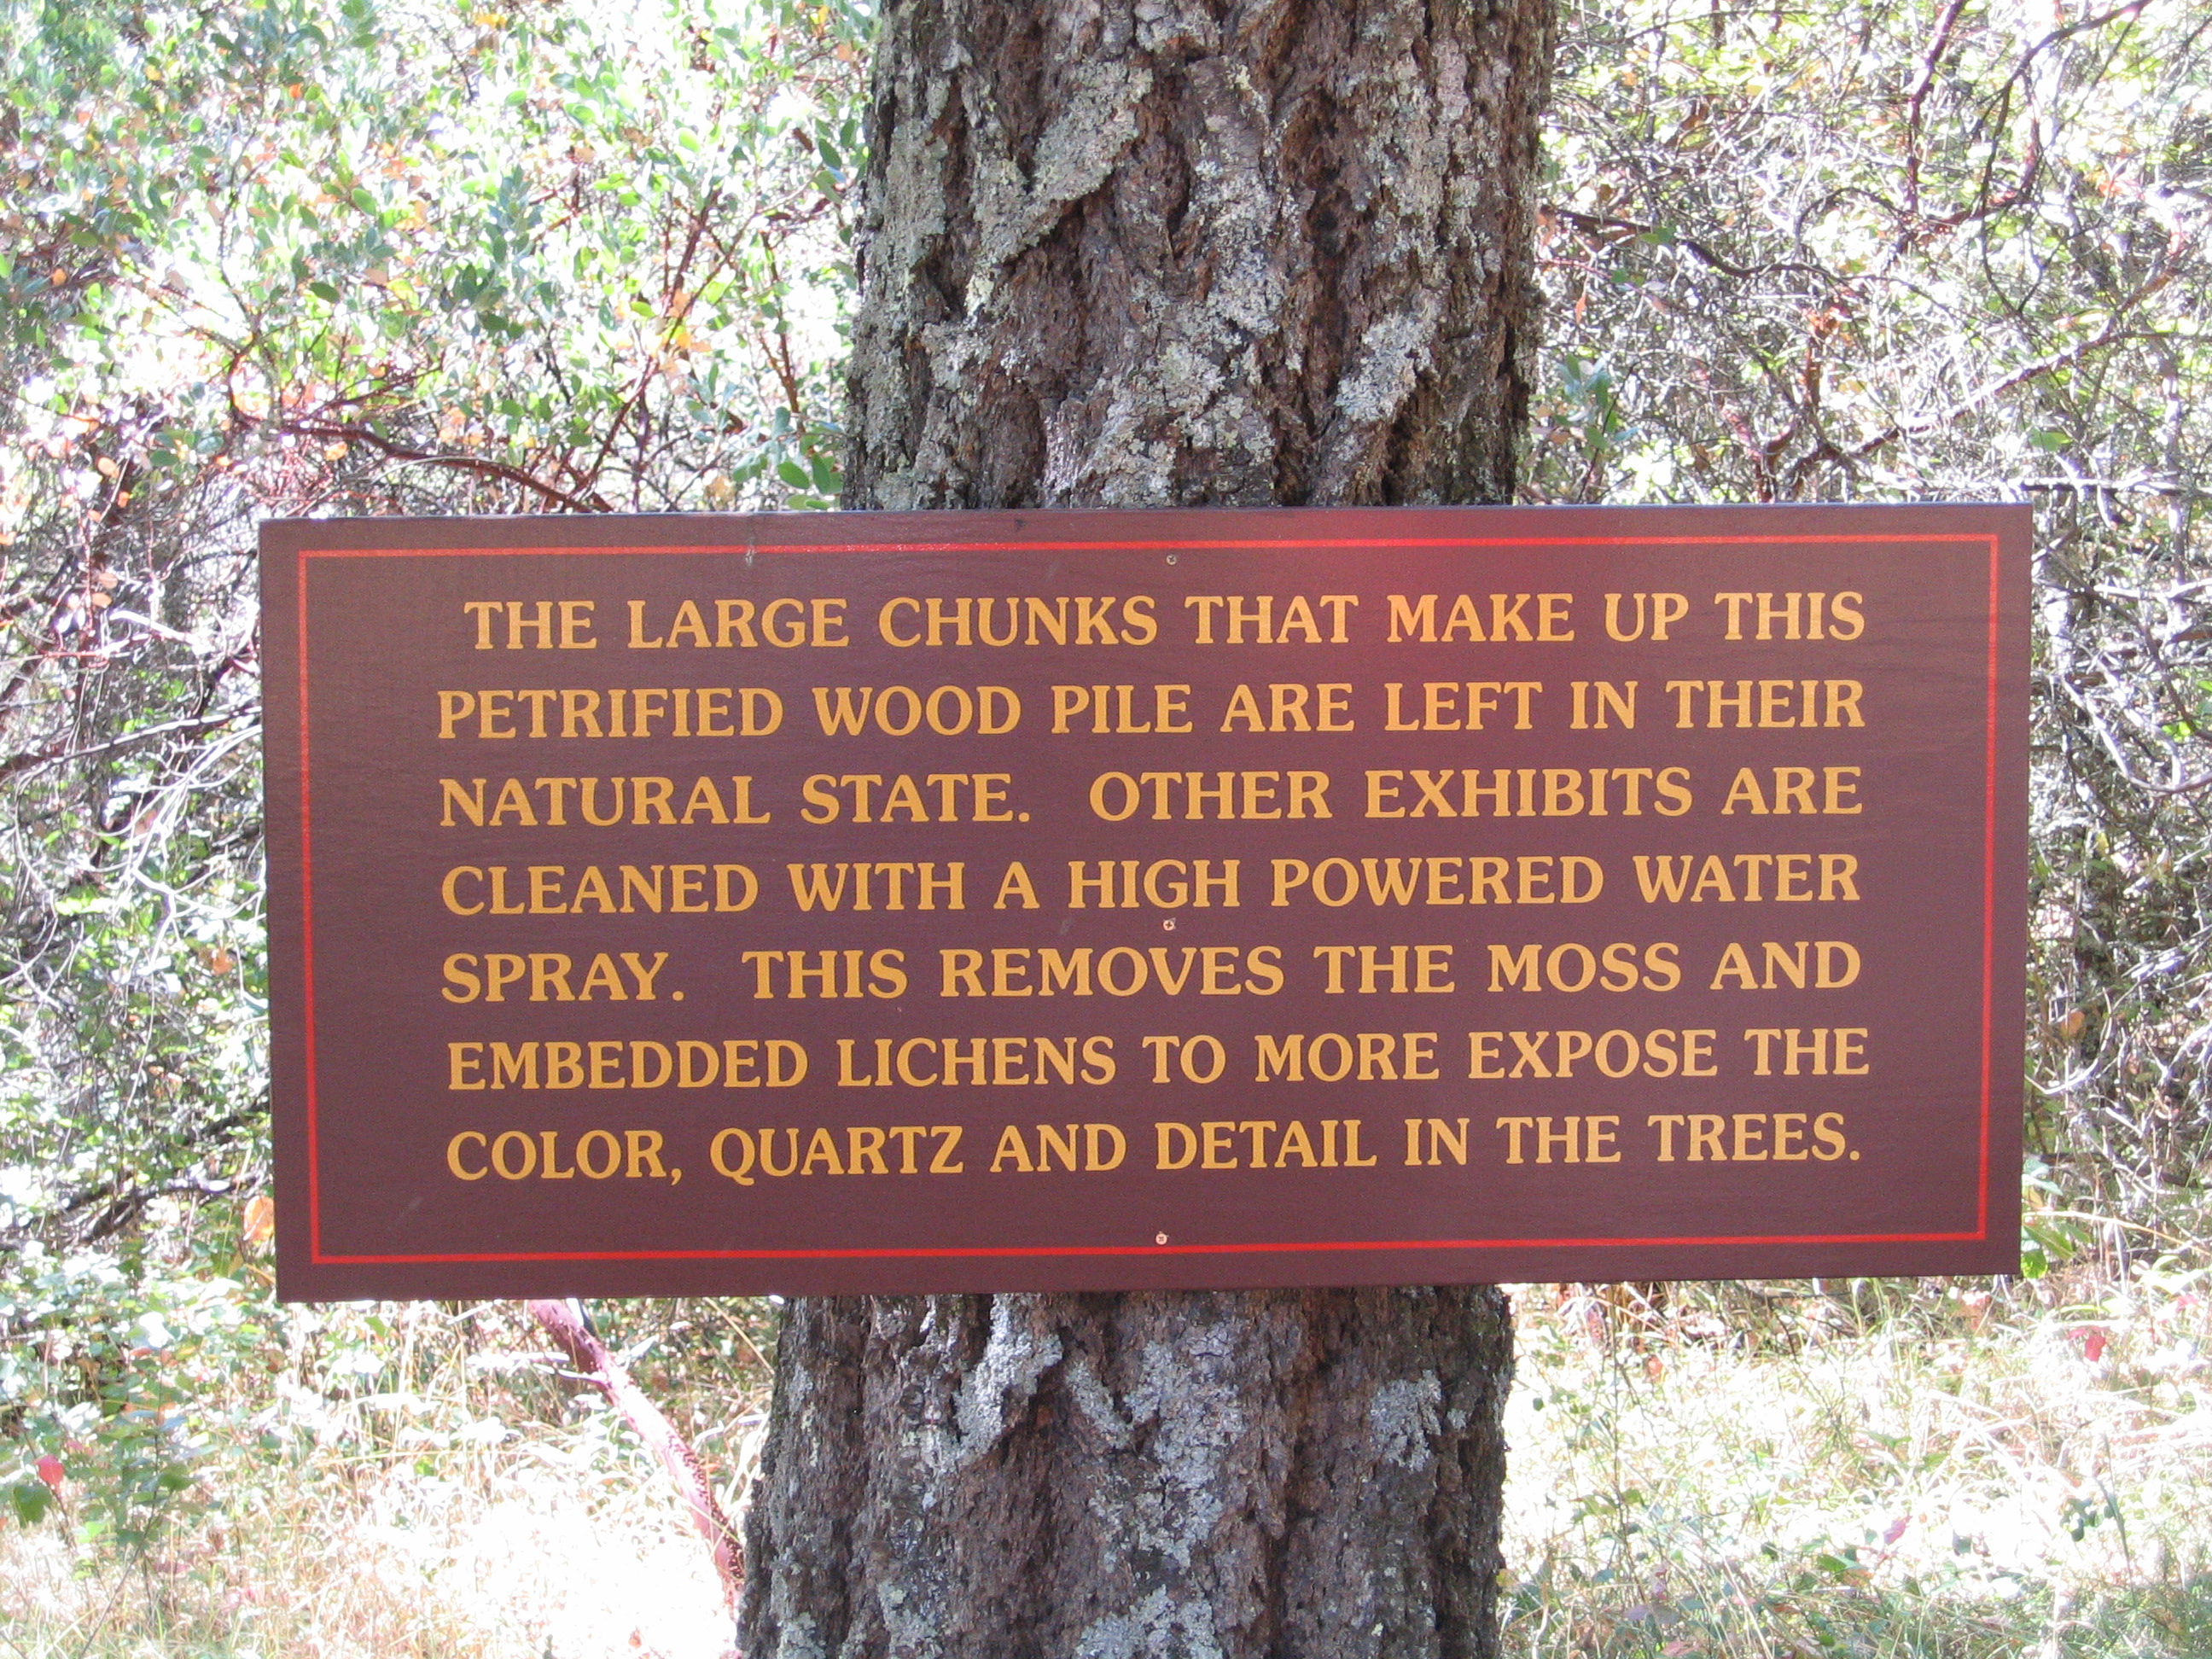 THE LARGE CHUNKS THAT MAKE UP THIS
PETRIFIED WOOD PILE ARE LEFT IN THEIR
NATURAL STATE. OTHER EXHIBITS ARE
CLEANED WITH A HIGH POWERED WATER
SPRAY. THIS REMOVES THE MOSS AND
EMBEDDED LICHENS TO MORE EXPOSE THE
COLOR, QUARTZ AND DETAIL IN THE TREES.